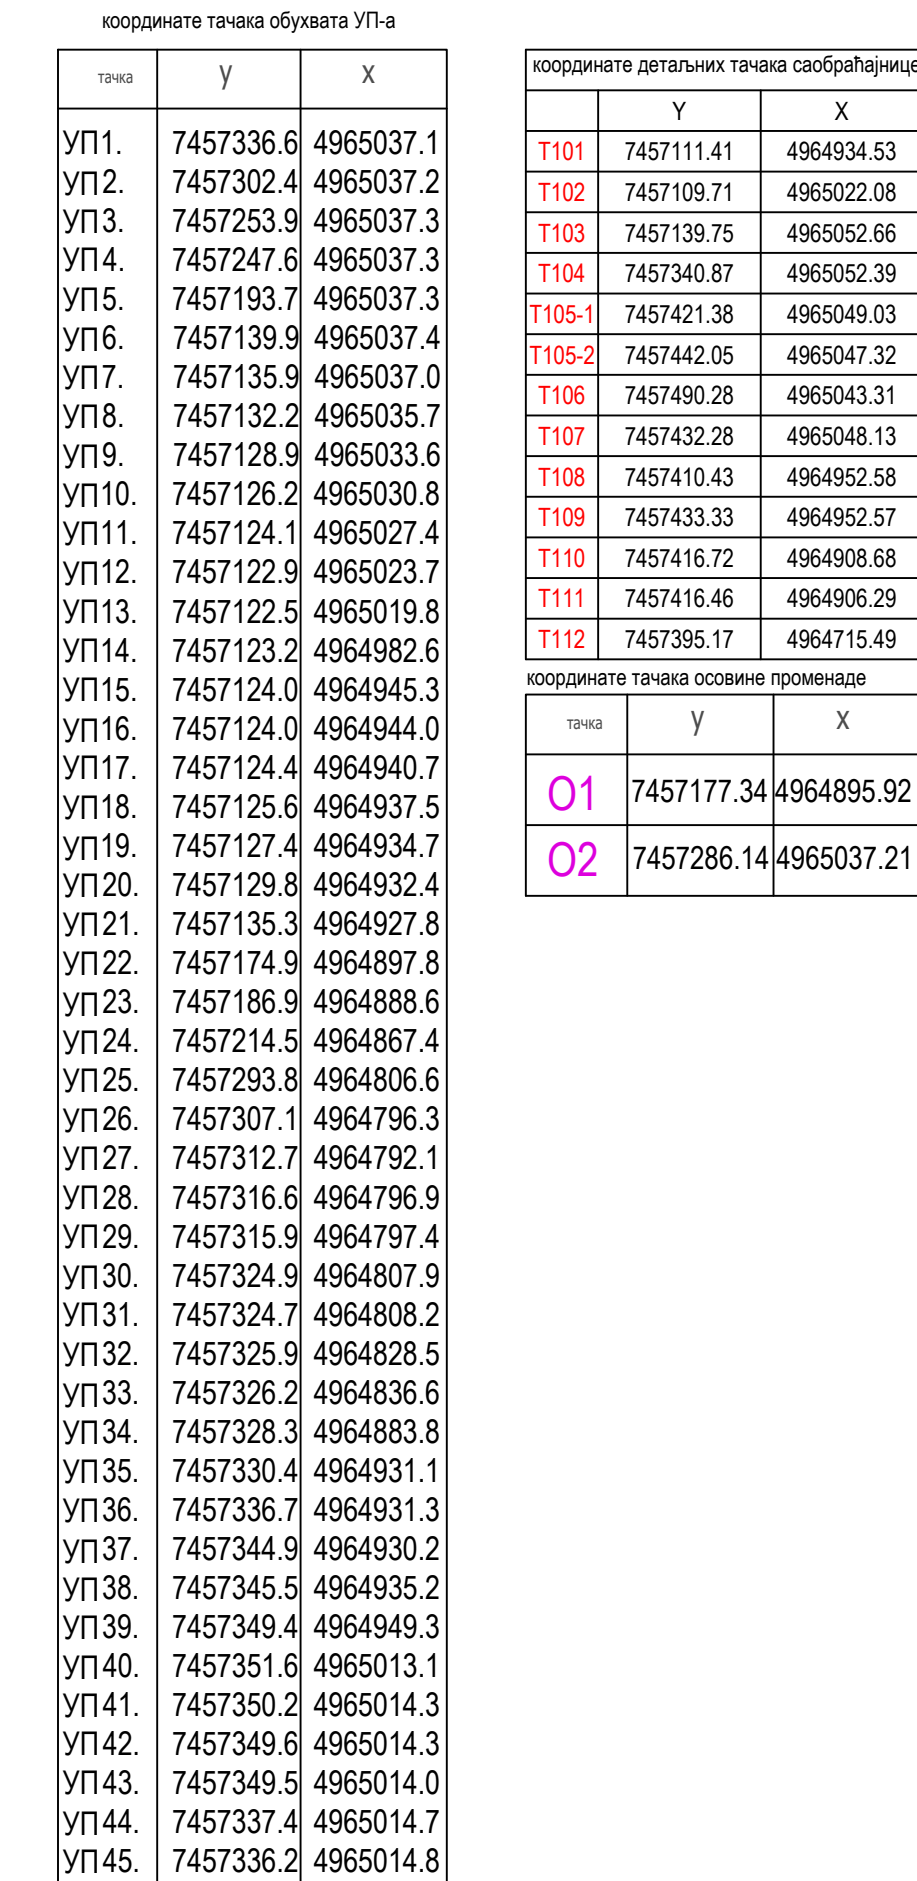 координате тачака обухвата УП-а
тачка y x
УП1. 7457336.6 4965037.1
УП2. 7457302.4 4965037.2
УП3. 7457253.9 4965037.3
УП4. 7457247.6 4965037.3
УП5. 7457193.7 4965037.3
УП6. 7457139.9 4965037.4
УП7. 7457135.9 4965037.0
УП8. 7457132.2 4965035.7
УП9. 7457128.9 4965033.6
УП10. 7457126.2 4965030.8
УП11. 7457124.1 4965027.4
УП12. 7457122.9 4965023.7
УП13. 7457122.5 4965019.8
УП14. 7457123.2 4964982.6
УП15. 7457124.0 4964945.3
УП16. 7457124.0 4964944.0
УП17. 7457124.4 4964940.7
УП18. 7457125.6 4964937.5
УП19. 7457127.4 4964934.7
УП20. 7457129.8 4964932.4
УП21. 7457135.3 4964927.8
УП22. 7457174.9 4964897.8
УП23. 7457186.9 4964888.6
УП24. 7457214.5 4964867.4
УП25. 7457293.8 4964806.6
УП26. 7457307.1 4964796.3
УП27. 7457312.7 4964792.1
УП28. 7457316.6 4964796.9
УП29. 7457315.9 4964797.4
УП30. 7457324.9 4964807.9
УП31. 7457324.7 4964808.2
УП32. 7457325.9 4964828.5
УП33. 7457326.2 4964836.6
УП34. 7457328.3 4964883.8
УП35. 7457330.4 4964931.1
УП36. 7457336.7 4964931.3
УП37. 7457344.9 4964930.2
УП38. 7457345.5 4964935.2
УП39. 7457349.4 4964949.3
УП40. 7457351.6 4965013.1
УП41. 7457350.2 4965014.3
УП42. 7457349.6 4965014.3
УП43. 7457349.5 4965014.0
УП44. 7457337.4 4965014.7
УП45. 7457336.2 4965014.8
координате детаљних тачака саобраћајнице
Y X
T101 7457111.41 4964934.53
T102 7457109.71 4965022.08
T103 7457139.75 4965052.66
T104 7457340.87 4965052.39
T105-1 7457421.38 4965049.03
T105-2 7457442.05 4965047.32
T106 7457490.28 4965043.31
T107 7457432.28 4965048.13
T108 7457410.43 4964952.58
T109 7457433.33 4964952.57
T110 7457416.72 4964908.68
T111 7457416.46 4964906.29
T112 7457395.17 4964715.49
координате тачака осовине променаде
тачка y x
O1 7457177.34 4964895.92
O2 7457286.14 4965037.21